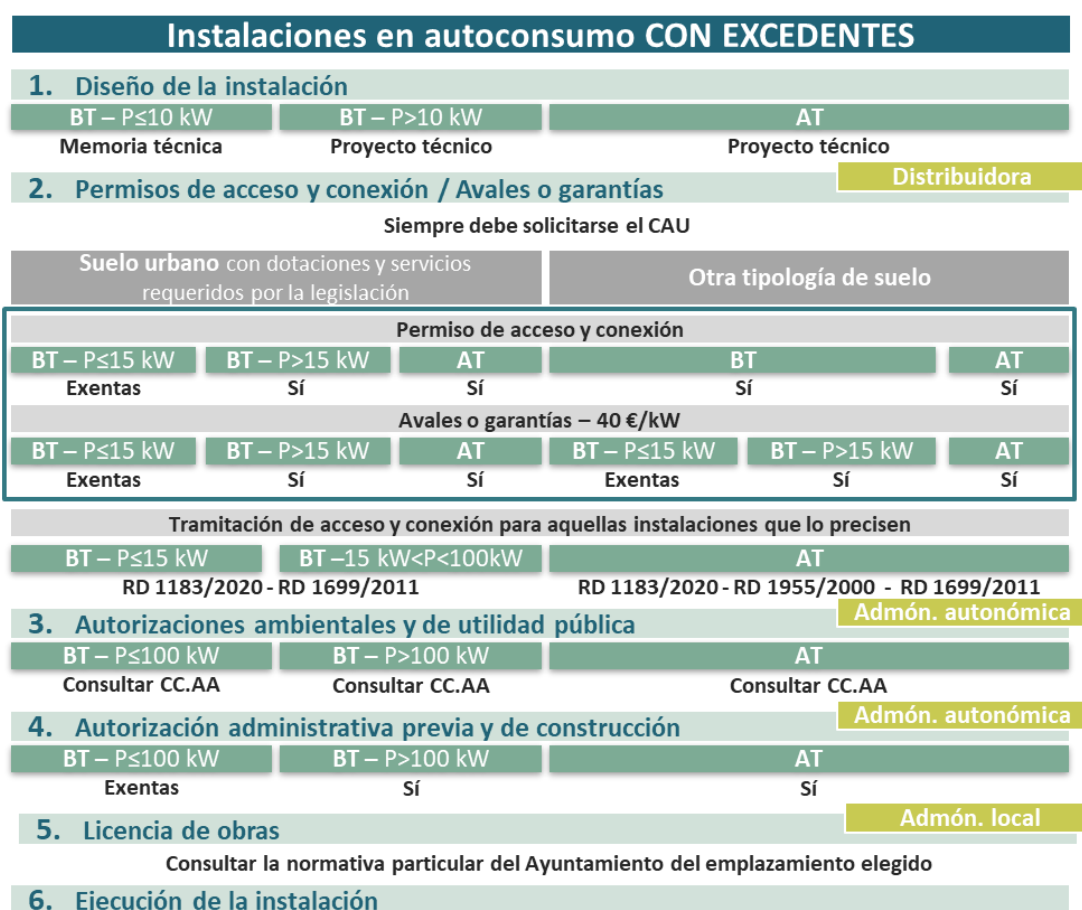 Instalaciones en autoconsumo CON EXCEDENTES
1. Diseño de la instalación
BT – P≤10 kW BT – P>10 kW AT
Memoria técnica Proyecto técnico Proyecto técnico
Distribuidora
2. Permisos de acceso y conexión / Avales o garantías
Siempre debe solicitarse el CAU
Suelo urbano con dotaciones y servicios
requeridos por la legislación
Otra tipología de suelo
Permiso de acceso y conexión
BT – P≤15 kW BT – P>15 kW AT BT AT
Exentas Sí Sí Sí Sí
Avales o garantías – 40 €/kW
BT – P≤15 kW BT – P>15 kW AT BT – P≤15 kW BT – P>15 kW AT
Exentas Sí Sí Exentas Sí Sí
Tramitación de acceso y conexión para aquellas instalaciones que lo precisen
BT – P≤15 kW BT –15 kW<P<100kW AT
RD 1183/2020 - RD 1699/2011 RD 1183/2020 - RD 1955/2000 - RD 1699/2011
Admón. autonómica
3. Autorizaciones ambientales y de utilidad pública
BT – P≤100 kW BT – P>100 kW AT
Consultar CC.AA Consultar CC.AA Consultar CC.AA
Admón. autonómica
4. Autorización administrativa previa y de construcción
BT – P≤100 kW BT – P>100 kW AT
Exentas Sí Sí
Admón. local
5. Licencia de obras
Consultar la normativa particular del Ayuntamiento del emplazamiento elegido
6. Ejecución de la instalación